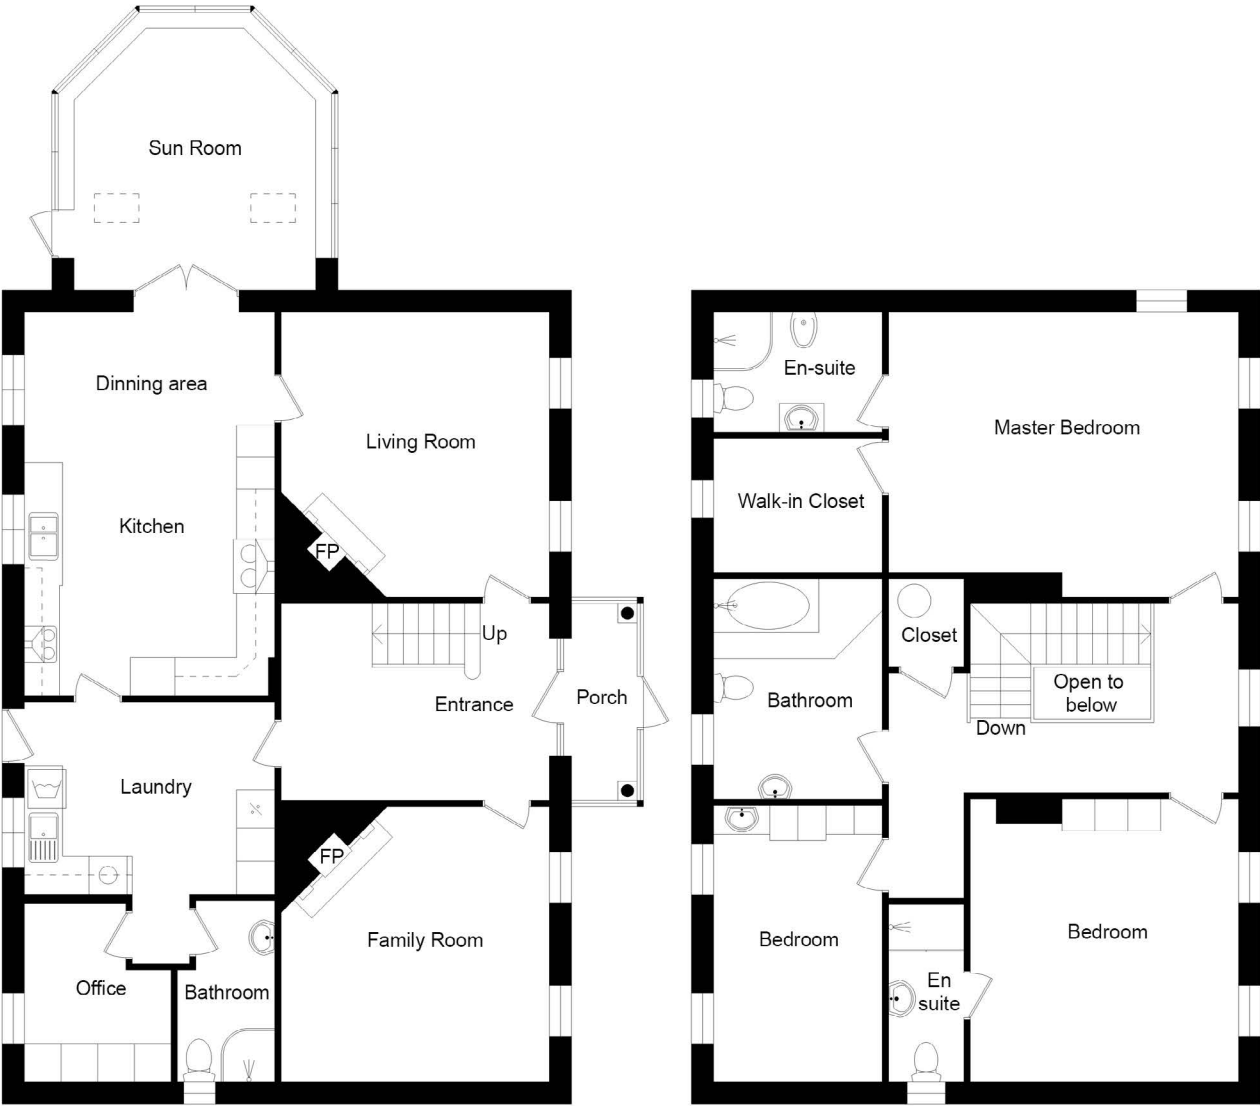 Sun Room
Dinning area
Living Room
Kitchen
FP
Up
Entrance
Porch
Laundry
FP
Family Room
Office
Bathroom
En-suite
Master Bedroom
Walk-in Closet
Closet
Open to
below
Bathroom
Down
Bedroom
Bedroom
En
suite